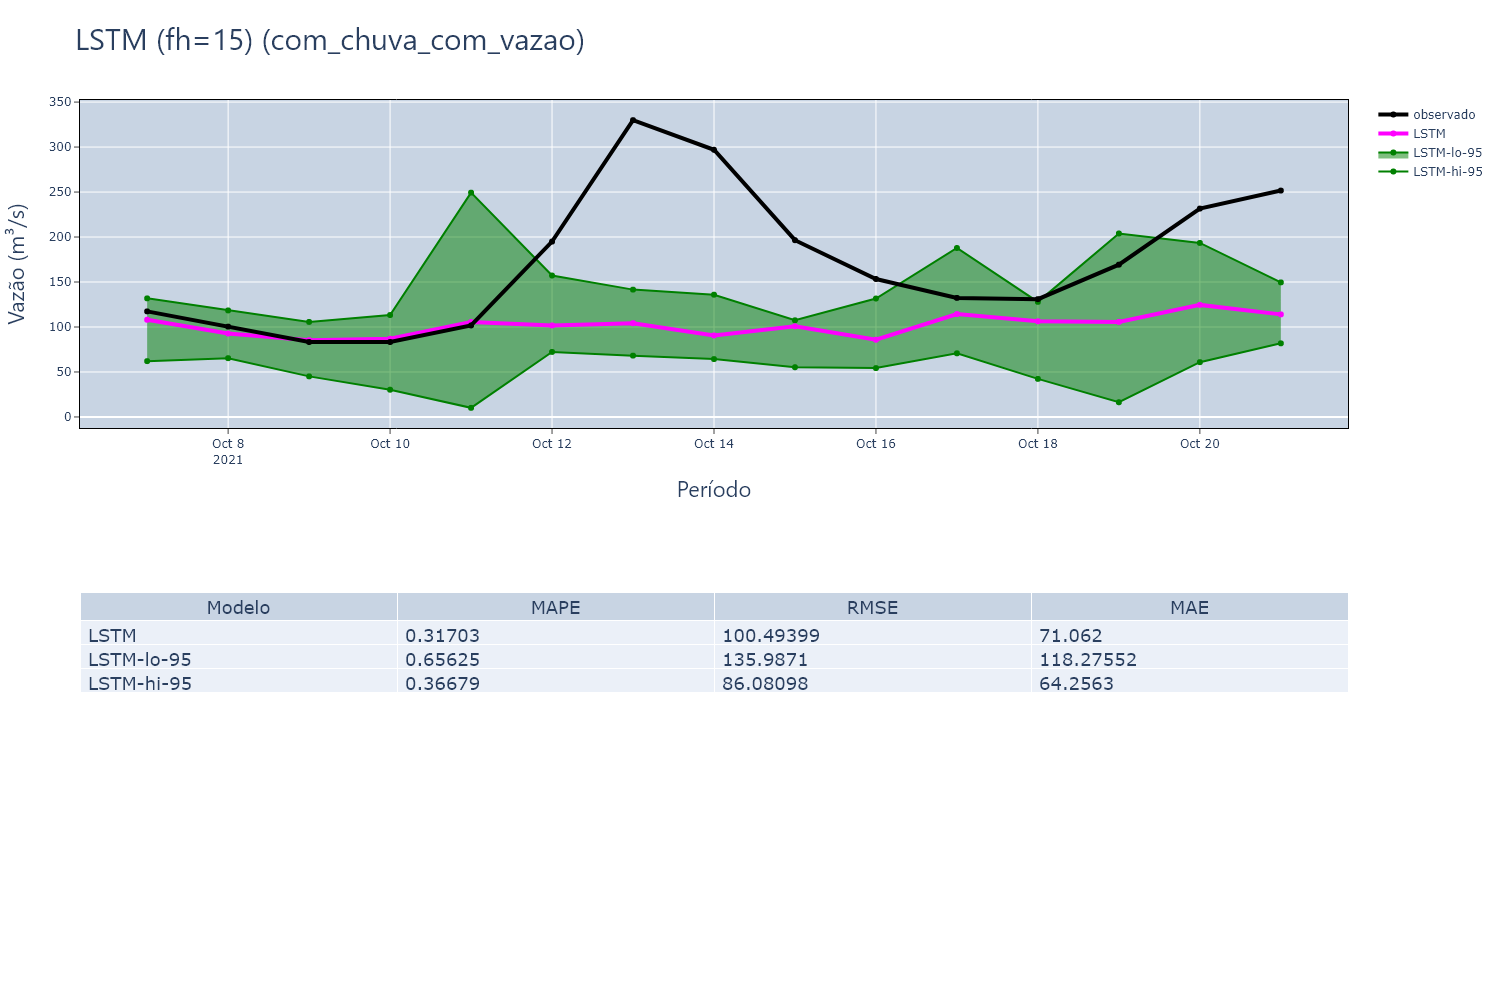 LSTM (fh=15) (com_chuva_com_vazao)
350
300
250
200
150
100
50
0
Vazão (m³/s)
Oct 8
2021
Oct 10
Oct 12
Oct 14
Oct 16
Oct 18
Oct 20
Período
observado
LSTM
LSTM-lo-95
LSTM-hi-95
Modelo MAPE RMSE MAE
LSTM 0.31703 100.49399 71.062
LSTM-lo-95 0.65625 135.9871 118.27552
LSTM-hi-95 0.36679 86.08098 64.2563